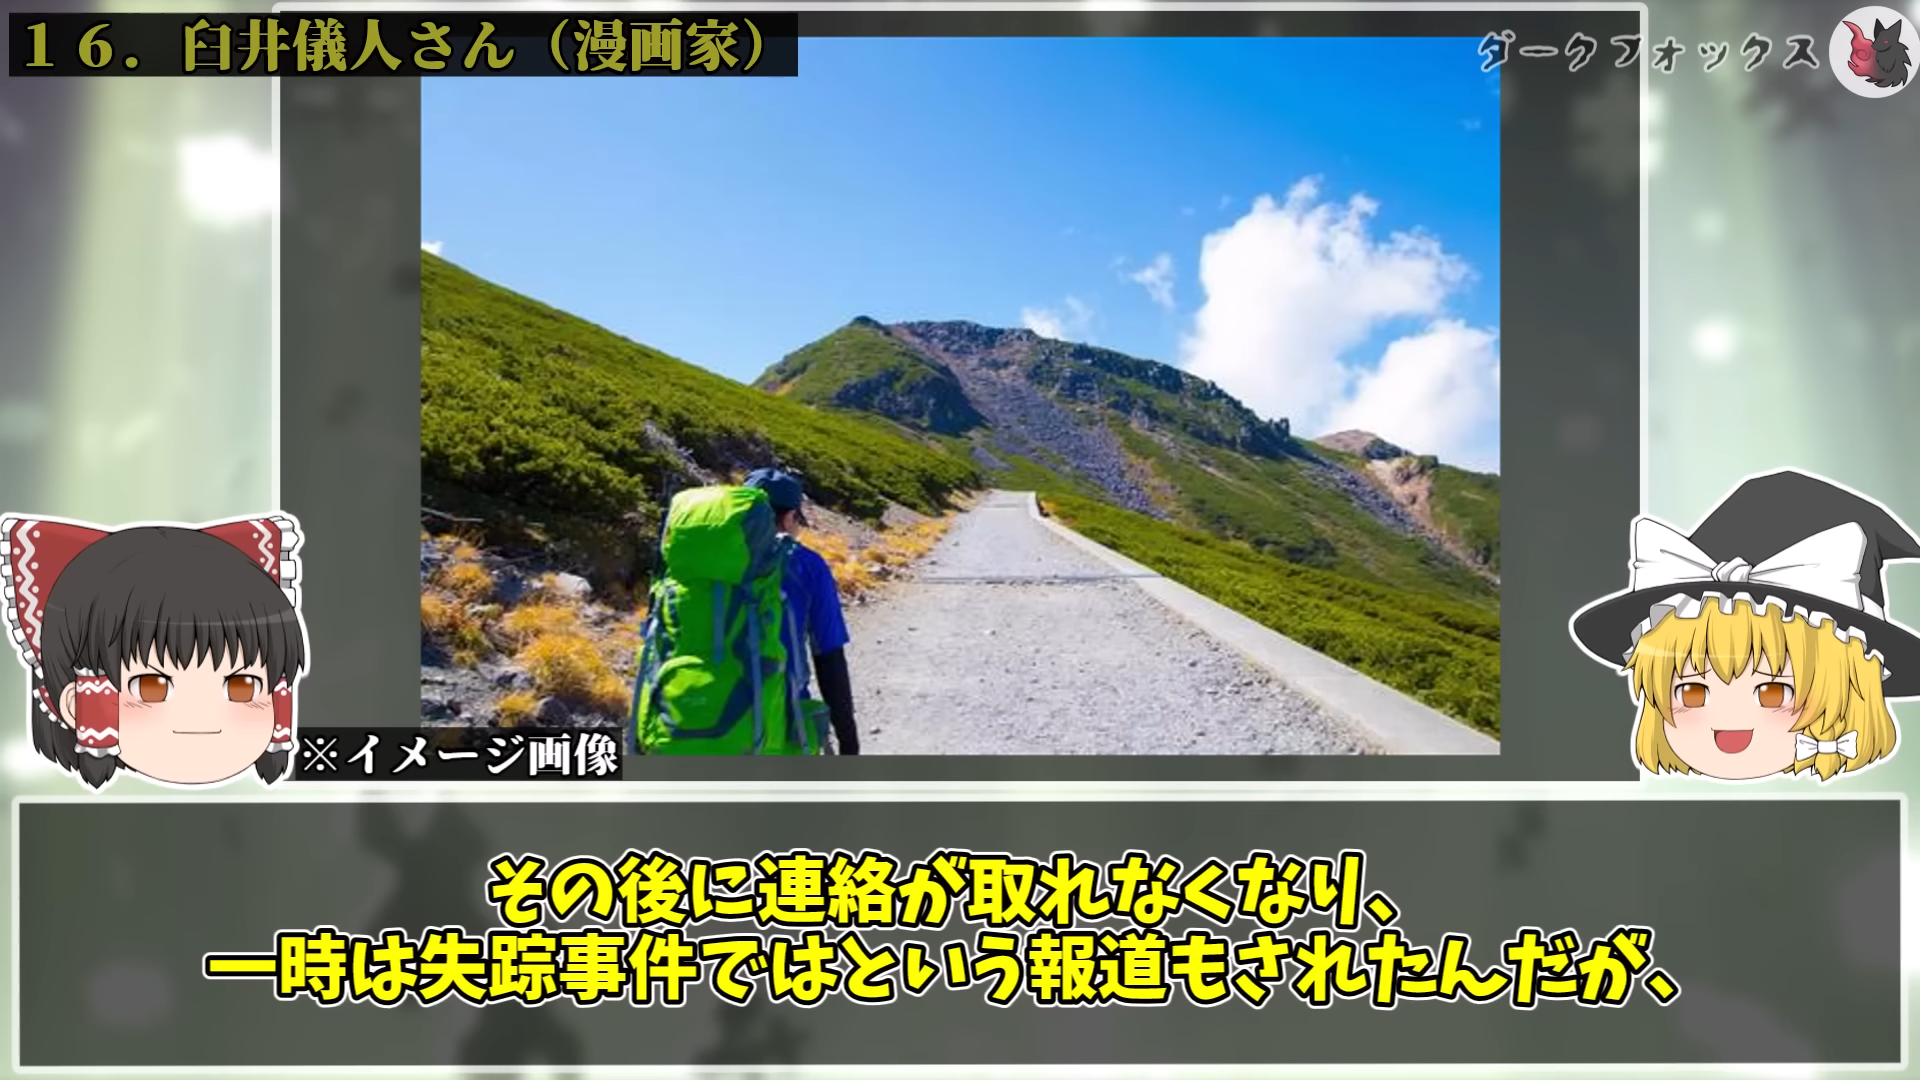 １６．臼井儀人さん（漫画家）
ダークフォックス
※イメージ画像
その後に連絡が取れなくなり、
一時は失踪事件ではという報道もされたんだが、